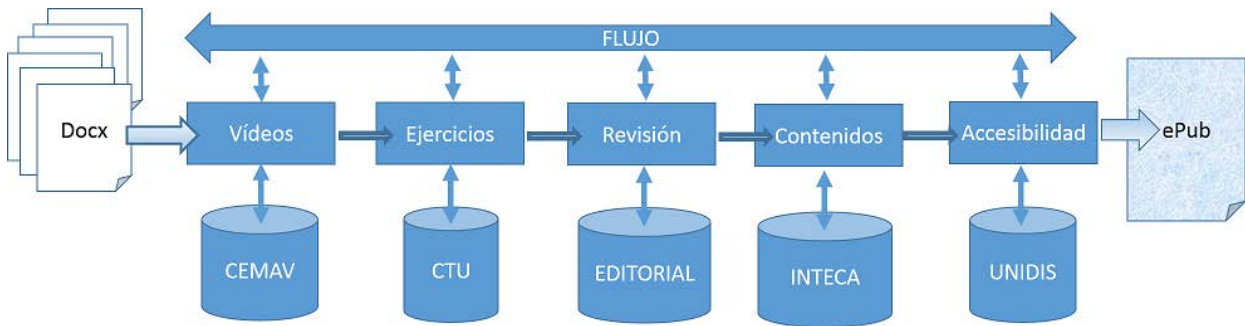 FLUJO
Docx
Vídeos
Ejercicios
Revisión
Contenidos
Accesibilidad
ePub
CEMAV
CTU
EDITORIAL
INTECA
UNIDIS